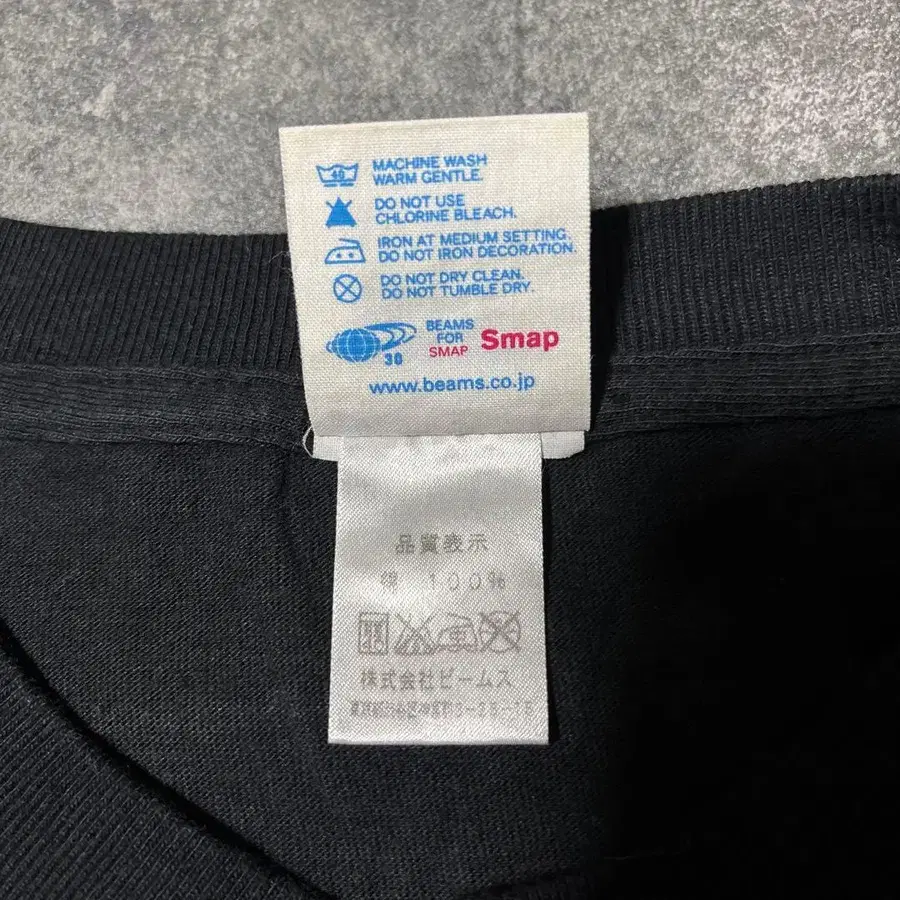 40
MACHINE WASH
WARM GENTLE.
DO NOT USE
CHLORINE BLEACH.
IRON AT MEDIUM SETTING.
DO NOT IRON DECORATION.
DO NOT DRY CLEAN.
DO NOT TUMBLE DRY.
30
BEAMS
FOR
SMAP
Smap
www.beams.co.jp
品質表示
綿 100%
中
株式会社ビームス